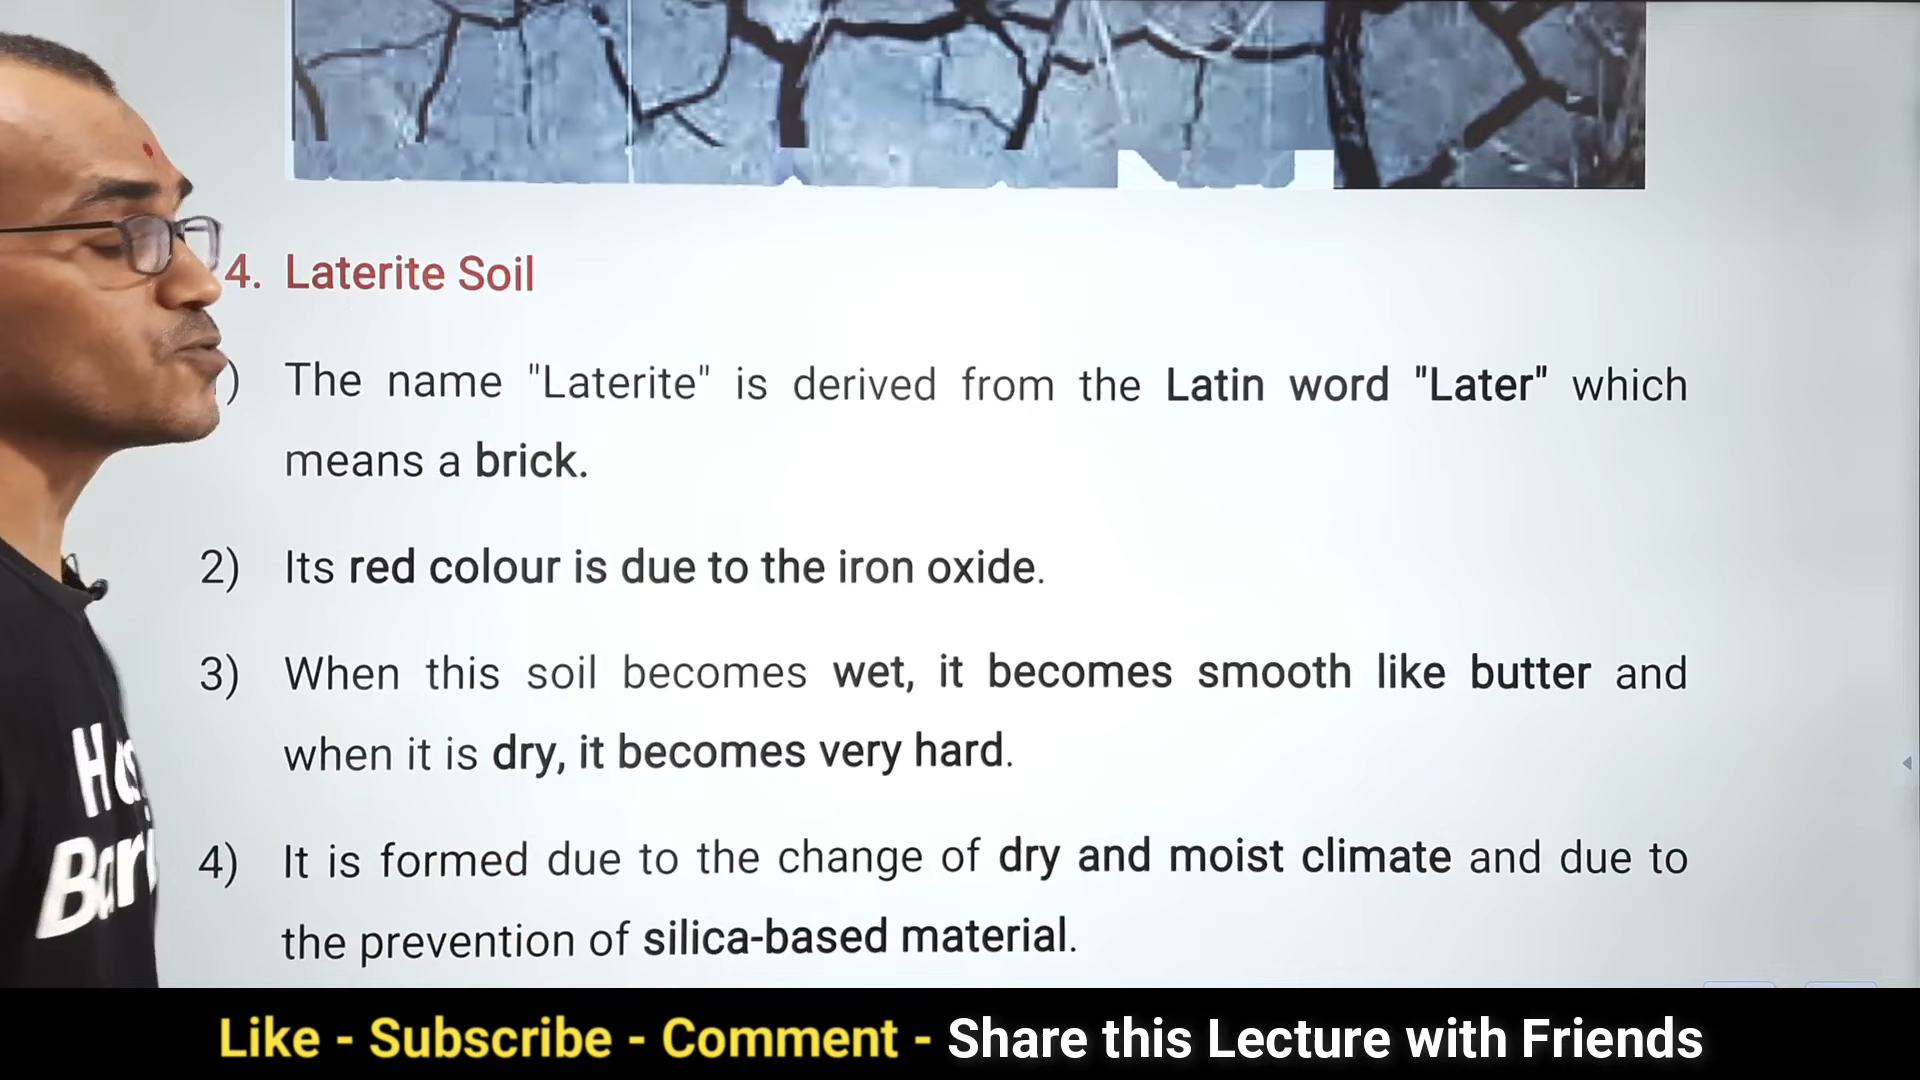 4. Laterite Soil
) The name "Laterite" is derived from the Latin word "Later" which
means a brick.
2) Its red colour is due to the iron oxide.
3) When this soil becomes wet, it becomes smooth like butter and
when it is dry, it becomes very hard.
4) It is formed due to the change of dry and moist climate and due to
the prevention of silica-based material.
Like - Subscribe - Comment - Share this Lecture with Friends